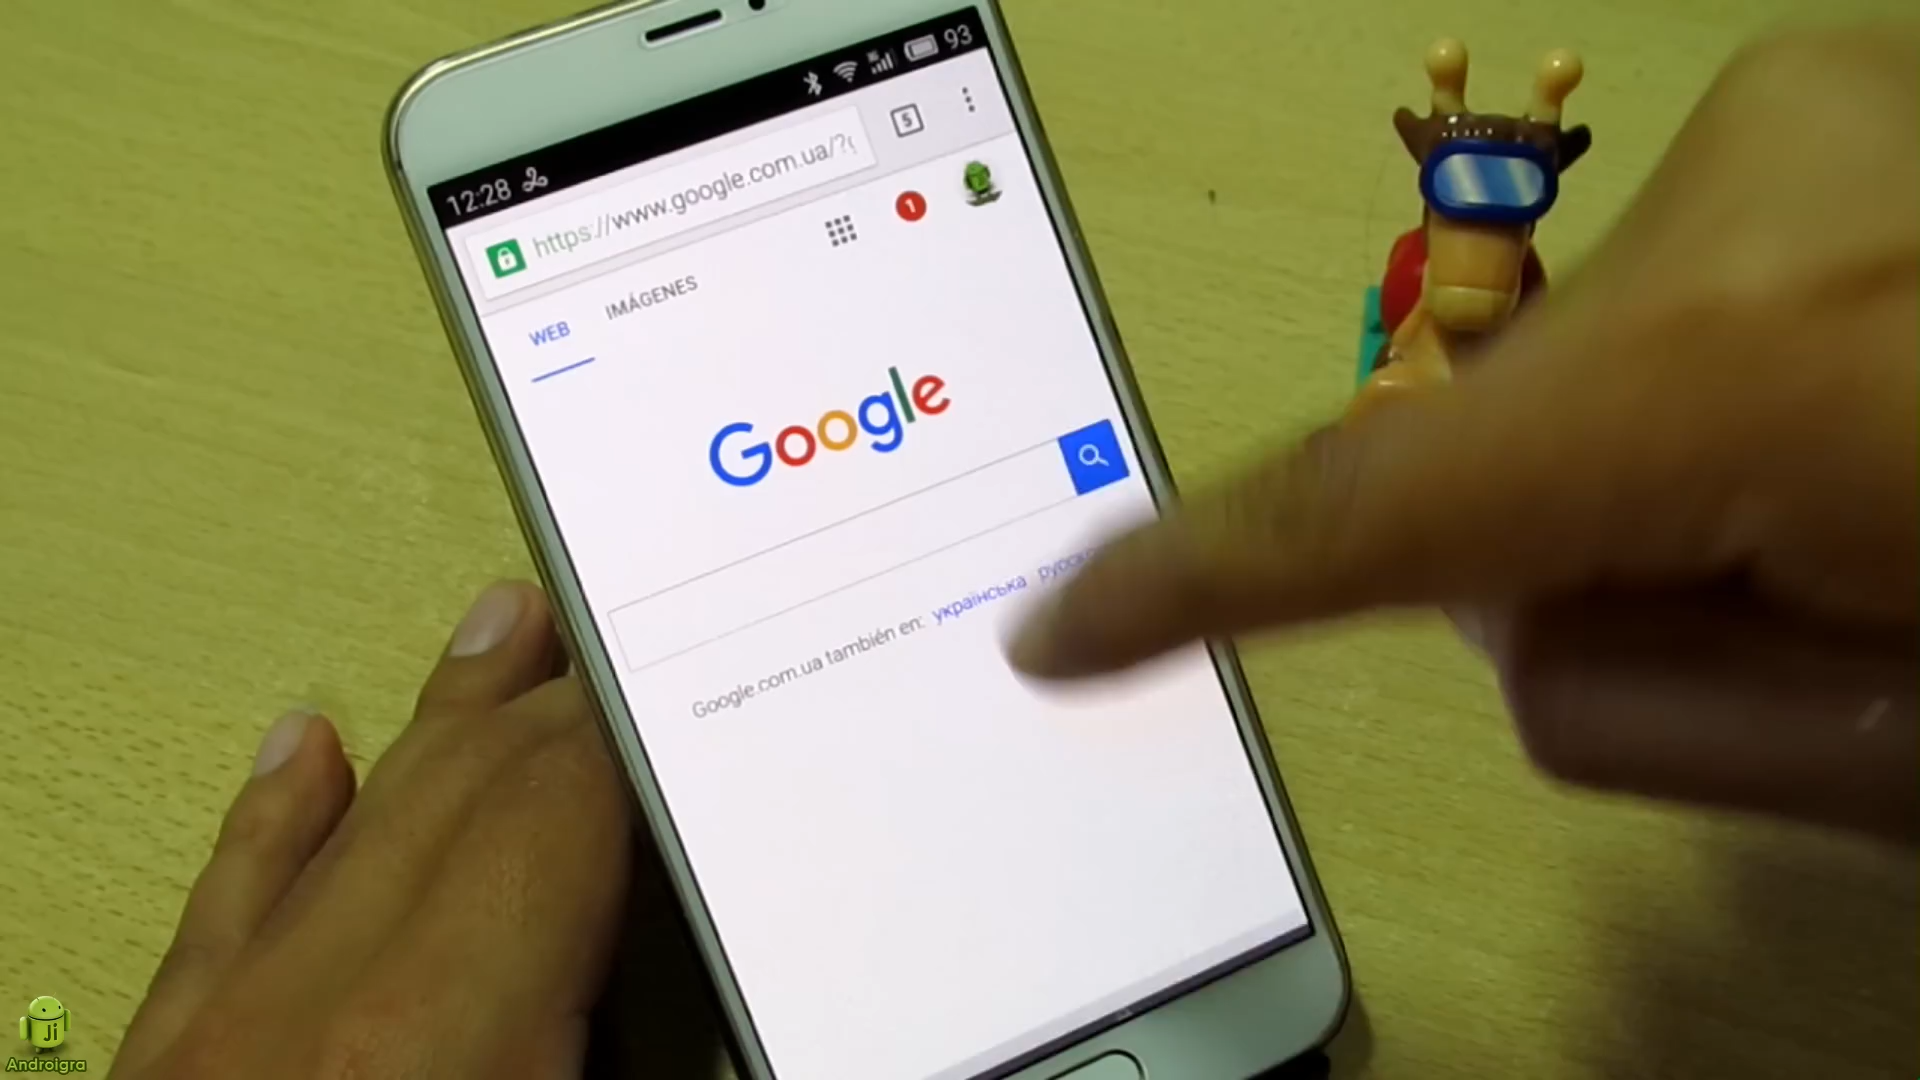 12:28
93
https://www.google.com.ua/?
5
1
WEB
IMÁGENES
Google
Google.com.ua también en: українська
Ji
Androigra